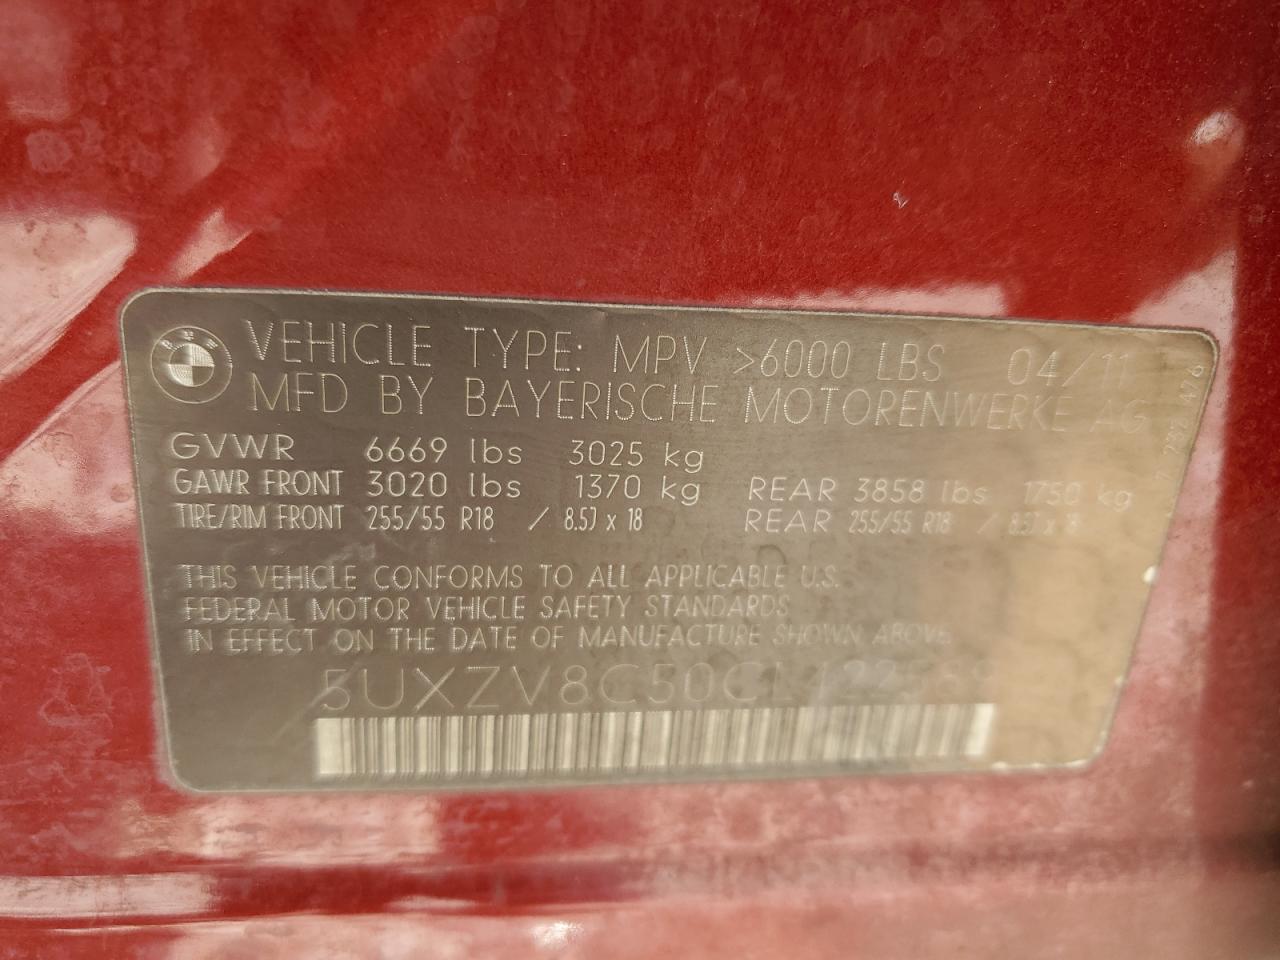 BMW
VEHICLE TYPE: MPV >6000 LBS 04/11
MFD BY BAYERISCHE MOTORENWERKE AG
GVWR 6669 lbs 3025 kg
GAWR FRONT 3020 lbs 1370 kg REAR 3858 lbs 1750 kg
TIRE/RIM FRONT 255/55 R18 / 8.5J x 18 REAR 255/55 R18 / 8.5J x 18
THIS VEHICLE CONFORMS TO ALL APPLICABLE U.S.
FEDERAL MOTOR VEHICLE SAFETY STANDARDS
IN EFFECT ON THE DATE OF MANUFACTURE SHOWN ABOVE